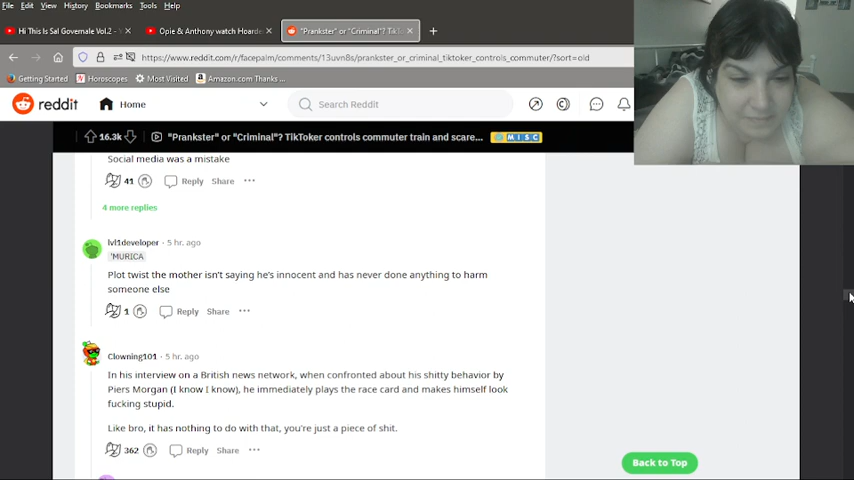 File Edit View History Bookmarks Tools Help
Hi This Is Sal Governale Vol.2 - Y
Opie & Anthony watch Hoarde
"Prankster" or "Criminal"? TikTo
https://www.reddit.com/r/facepalm/comments/13uvn8s/prankster_or_criminal_tiktoker_controls_commuter/?sort=old
Getting Started Horoscopes Most Visited Amazon.com Thanks ...
reddit Home Search Reddit
16.3k "Prankster" or "Criminal"? TikToker controls commuter train and scare... MISC
Social media was a mistake
41 Reply Share
4 more replies
lvl1developer · 5 hr. ago
'MURICA
Plot twist the mother isn't saying he's innocent and has never done anything to harm
someone else
1 Reply Share
Clowning101 · 5 hr. ago
In his interview on a British news network, when confronted about his shitty behavior by
Piers Morgan (I know I know), he immediately plays the race card and makes himself look
fucking stupid.
Like bro, it has nothing to do with that, you're just a piece of shit.
362 Reply Share
Back to Top